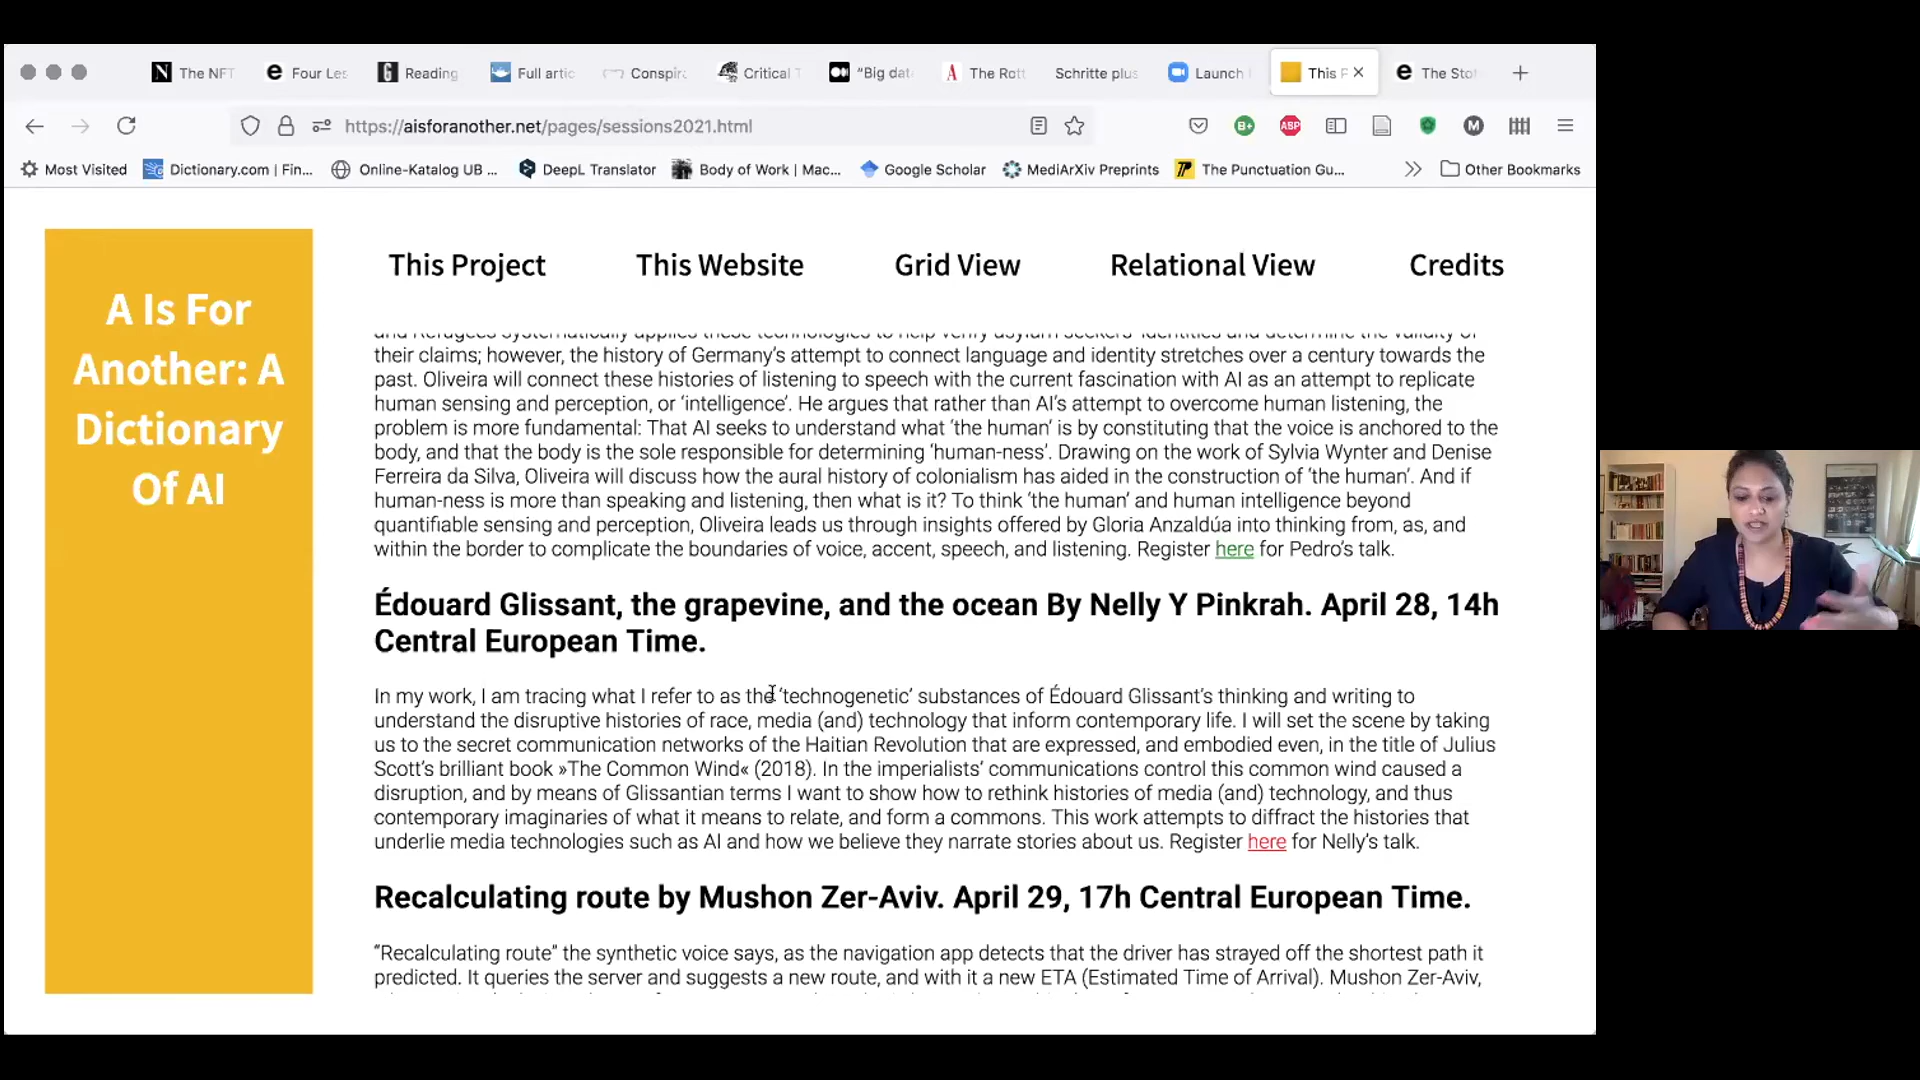 The NFT
Four Les
Reading
Full artic
Conspira
Critical T
"Big dat
The Rott
Schritte plus
Launch
This P
The Sto
https://aisforanother.net/pages/sessions2021.html
B+
ABP
M
Most Visited
Dictionary.com | Fin...
Online-Katalog UB ...
DeepL Translator
Body of Work | Mac...
Google Scholar
MediArXiv Preprints
The Punctuation Gu...
Other Bookmarks
This Project
This Website
Grid View
Relational View
Credits
A Is For
Another: A
Dictionary
Of AI
and Refugees systematically applies these technologies to help verify asylum seekers' identities and determine the validity of
their claims; however, the history of Germany's attempt to connect language and identity stretches over a century towards the
past. Oliveira will connect these histories of listening to speech with the current fascination with AI as an attempt to replicate
human sensing and perception, or 'intelligence'. He argues that rather than AI's attempt to overcome human listening, the
problem is more fundamental: That AI seeks to understand what 'the human' is by constituting that the voice is anchored to the
body, and that the body is the sole responsible for determining 'human-ness'. Drawing on the work of Sylvia Wynter and Denise
Ferreira da Silva, Oliveira will discuss how the aural history of colonialism has aided in the construction of 'the human'. And if
human-ness is more than speaking and listening, then what is it? To think 'the human' and human intelligence beyond
quantifiable sensing and perception, Oliveira leads us through insights offered by Gloria Anzaldúa into thinking from, as, and
within the border to complicate the boundaries of voice, accent, speech, and listening. Register here for Pedro's talk.
Édouard Glissant, the grapevine, and the ocean By Nelly Y Pinkrah. April 28, 14h
Central European Time.
In my work, I am tracing what I refer to as the 'technogenetic' substances of Édouard Glissant's thinking and writing to
understand the disruptive histories of race, media (and) technology that inform contemporary life. I will set the scene by taking
us to the secret communication networks of the Haitian Revolution that are expressed, and embodied even, in the title of Julius
Scott's brilliant book »The Common Wind« (2018). In the imperialists' communications control this common wind caused a
disruption, and by means of Glissantian terms I want to show how to rethink histories of media (and) technology, and thus
contemporary imaginaries of what it means to relate, and form a commons. This work attempts to diffract the histories that
underlie media technologies such as AI and how we believe they narrate stories about us. Register here for Nelly's talk.
Recalculating route by Mushon Zer-Aviv. April 29, 17h Central European Time.
"Recalculating route" the synthetic voice says, as the navigation app detects that the driver has strayed off the shortest path it
predicted. It queries the server and suggests a new route, and with it a new ETA (Estimated Time of Arrival). Mushon Zer-Aviv,